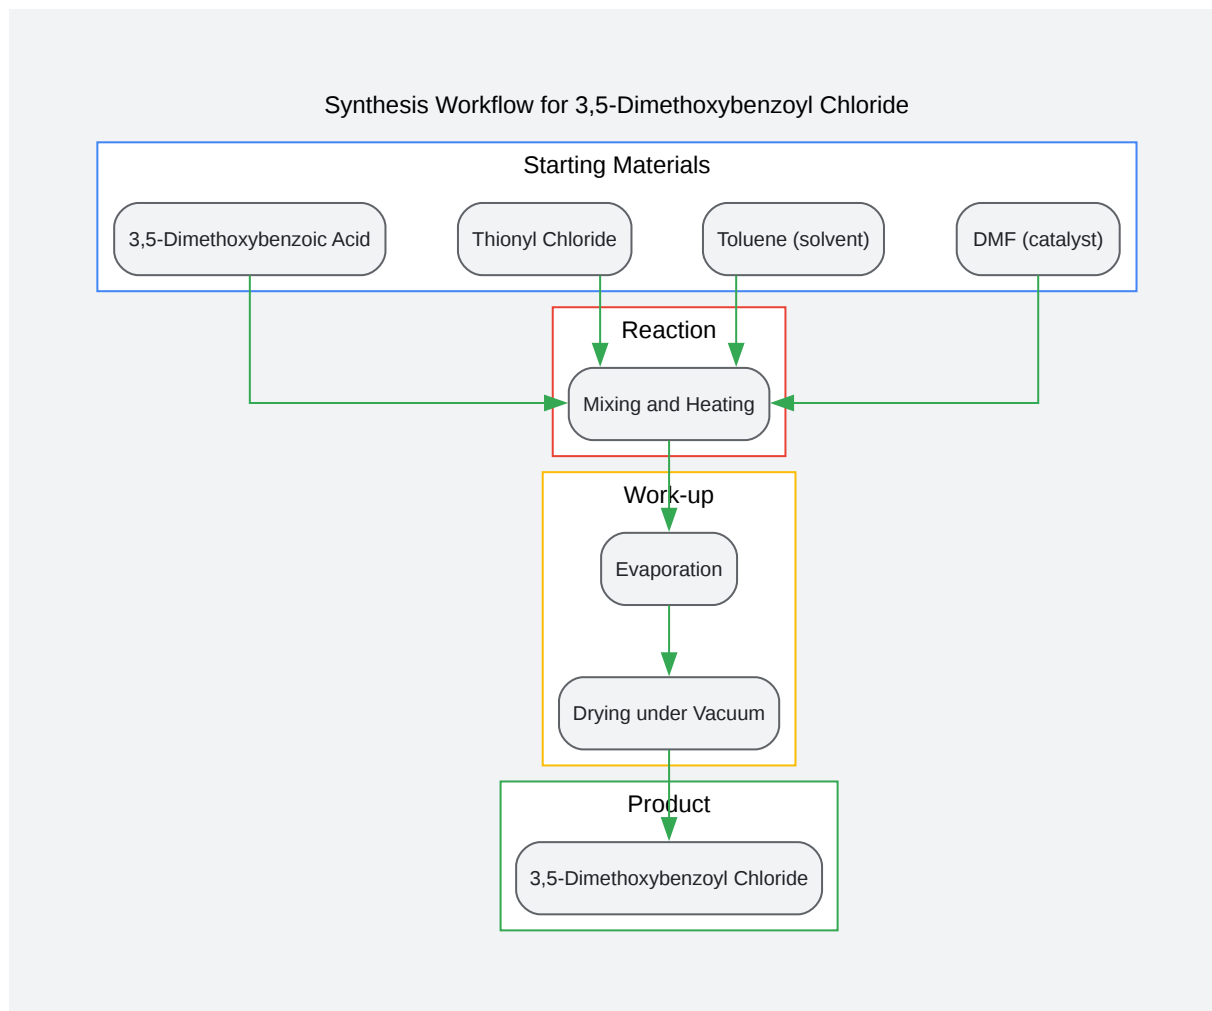 Synthesis Workflow for 3,5-Dimethoxybenzoyl Chloride
Starting Materials
3,5-Dimethoxybenzoic Acid
Thionyl Chloride
Toluene (solvent)
DMF (catalyst)
Reaction
Mixing and Heating
Work-up
Evaporation
Drying under Vacuum
Product
3,5-Dimethoxybenzoyl Chloride